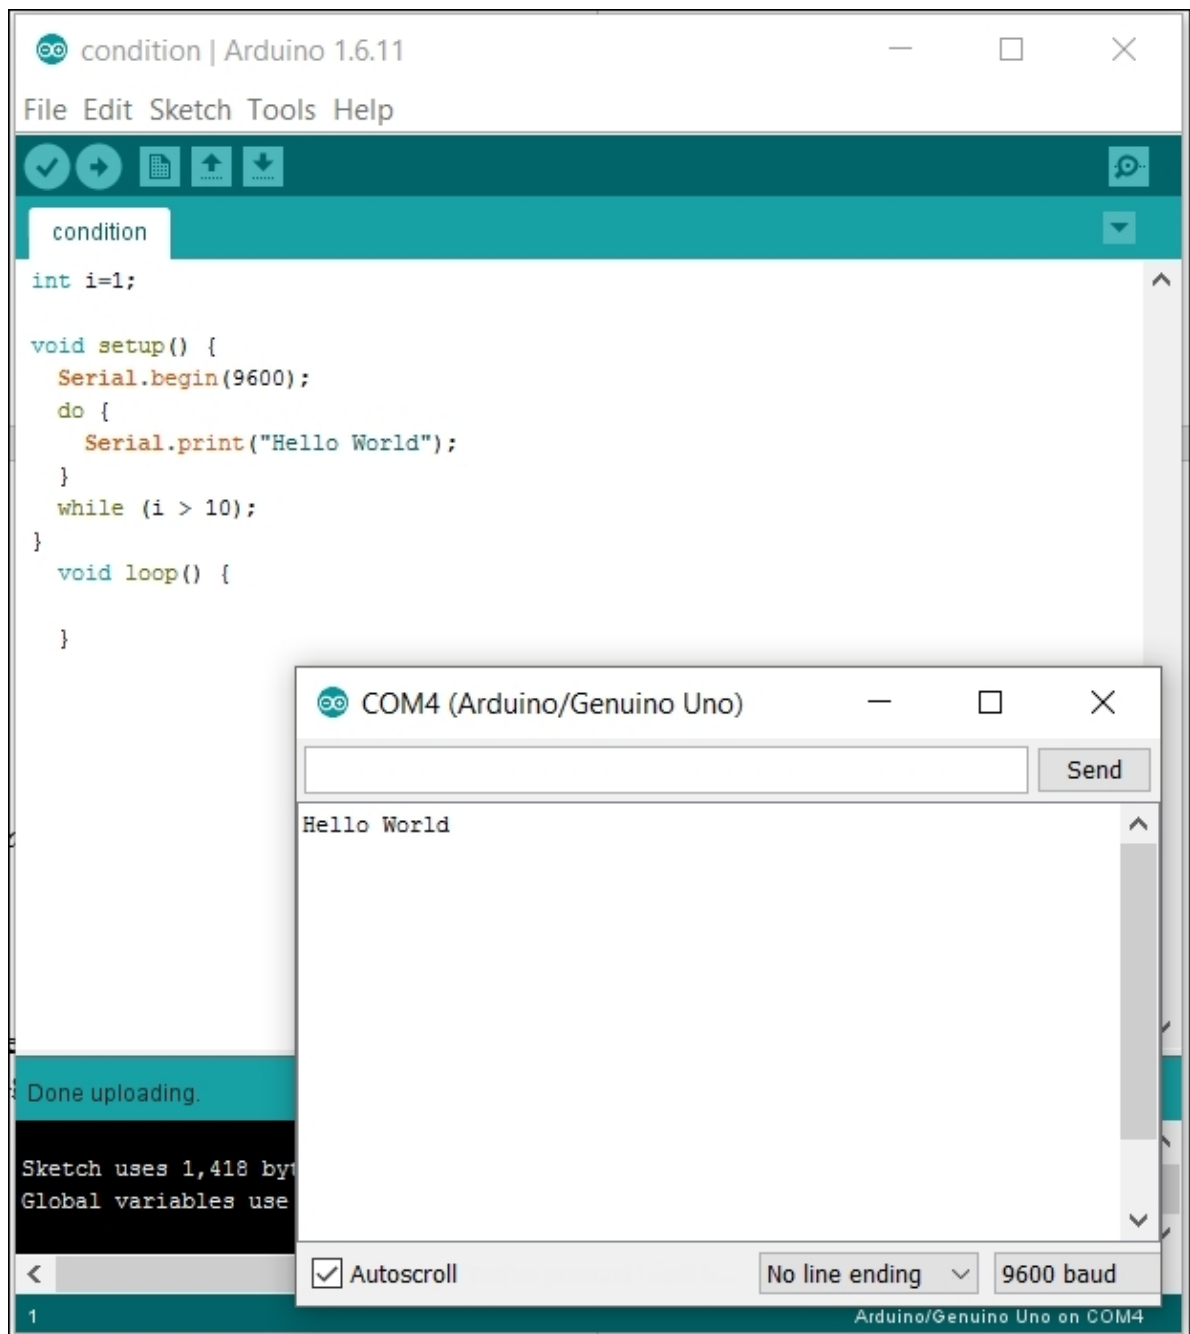 condition | Arduino 1.6.11
File Edit Sketch Tools Help
condition
int i=1;
void setup() {
Serial.begin(9600);
do {
Serial.print("Hello World");
}
while (i > 10);
}
void loop() {
}
COM4 (Arduino/Genuino Uno)
Send
Hello World
Done uploading.
Sketch uses 1,418
Global variables use
Autoscroll
No line ending
9600 baud
1
Arduino/Genuino Uno on COM4